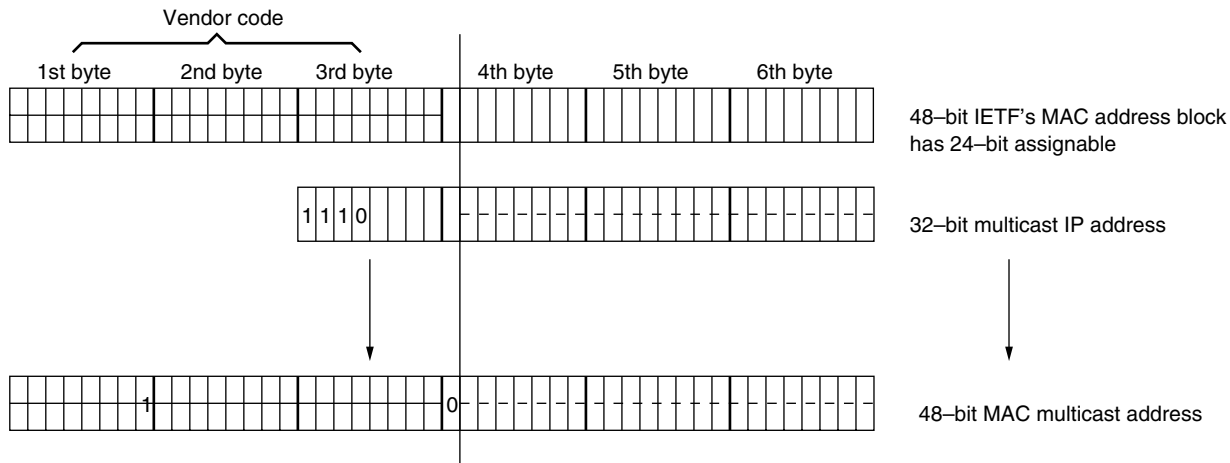 Vendor code
1st byte 2nd byte 3rd byte 4th byte 5th byte 6th byte
48–bit IETF's MAC address block
has 24–bit assignable
1 1 1 0
32–bit multicast IP address
1 0
48–bit MAC multicast address